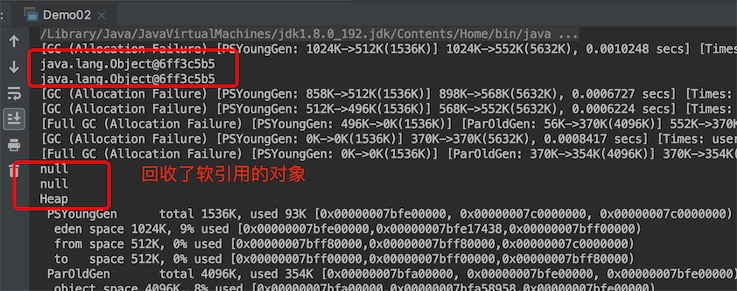 Demo02
/Library/Java/JavaVirtualMachines/jdk1.8.0_192.jdk/Contents/Home/bin/java ...
[GC (Allocation Failure) [PSYoungGen: 1024K->512K(1536K)] 1024K->552K(5632K), 0.0010248 secs] [Times:
java.lang.Object@6ff3c5b5
java.lang.Object@6ff3c5b5
[GC (Allocation Failure) [PSYoungGen: 858K->512K(1536K)] 898K->568K(5632K), 0.0006727 secs] [Times:
[GC (Allocation Failure) [PSYoungGen: 512K->496K(1536K)] 568K->552K(5632K), 0.0006224 secs] [Times:
[Full GC (Allocation Failure) [PSYoungGen: 496K->0K(1536K)] [ParOldGen: 56K->370K(4096K)] 552K->370K
[GC (Allocation Failure) [PSYoungGen: 0K->0K(1536K)] 370K->370K(5632K), 0.0008417 secs] [Times: user
[Full GC (Allocation Failure) [PSYoungGen: 0K->0K(1536K)] [ParOldGen: 370K->354K(4096K)] 370K->354K(
null
回收了软引用的对象
null
Heap
PSYoungGen total 1536K, used 93K [0x00000007bfe00000, 0x00000007c0000000, 0x00000007c0000000)
eden space 1024K, 9% used [0x00000007bfe00000,0x00000007bfe17438,0x00000007bff00000)
from space 512K, 0% used [0x00000007bff80000,0x00000007bff80000,0x00000007c0000000)
to space 512K, 0% used [0x00000007bff00000,0x00000007bff00000,0x00000007bff80000)
ParOldGen total 4096K, used 354K [0x00000007bfa00000, 0x00000007bfe00000, 0x00000007bfe00000)
object space 4096K, 8% used [0x00000007bfa00000,0x00000007bfa58958,0x00000007bfe00000)